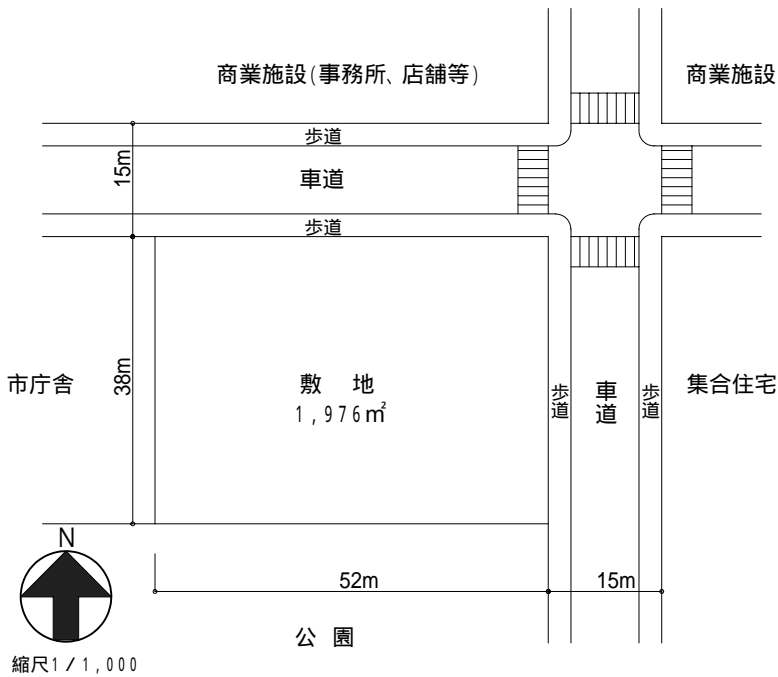 商業施設(事務所、店舗等)
商業施設
歩道
15m
車道
歩道
市庁舎
38m
敷 地
1,976㎡
歩道
車道
歩道
集合住宅
N
52m
15m
公 園
縮尺1/1,000